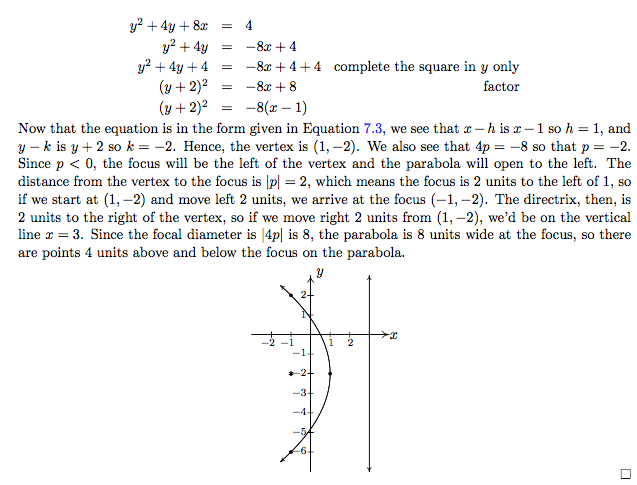 y² + 4y + 8x = 4
y² + 4y = −8x + 4
y² + 4y + 4 = −8x + 4 + 4 complete the square in y only
(y + 2)² = −8x + 8 factor
(y + 2)² = −8(x − 1)
Now that the equation is in the form given in Equation 7.3, we see that x − h is x − 1 so h = 1, and
y − k is y + 2 so k = −2. Hence, the vertex is (1, −2). We also see that 4p = −8 so that p = −2.
Since p < 0, the focus will be the left of the vertex and the parabola will open to the left. The
distance from the vertex to the focus is |p| = 2, which means the focus is 2 units to the left of 1, so
if we start at (1, −2) and move left 2 units, we arrive at the focus (−1, −2). The directrix, then, is
2 units to the right of the vertex, so if we move right 2 units from (1, −2), we'd be on the vertical
line x = 3. Since the focal diameter is |4p| is 8, the parabola is 8 units wide at the focus, so there
are points 4 units above and below the focus on the parabola.
y
2
1
x
−2 −1 1 2
−1
−2
−3
−4
−5
−6